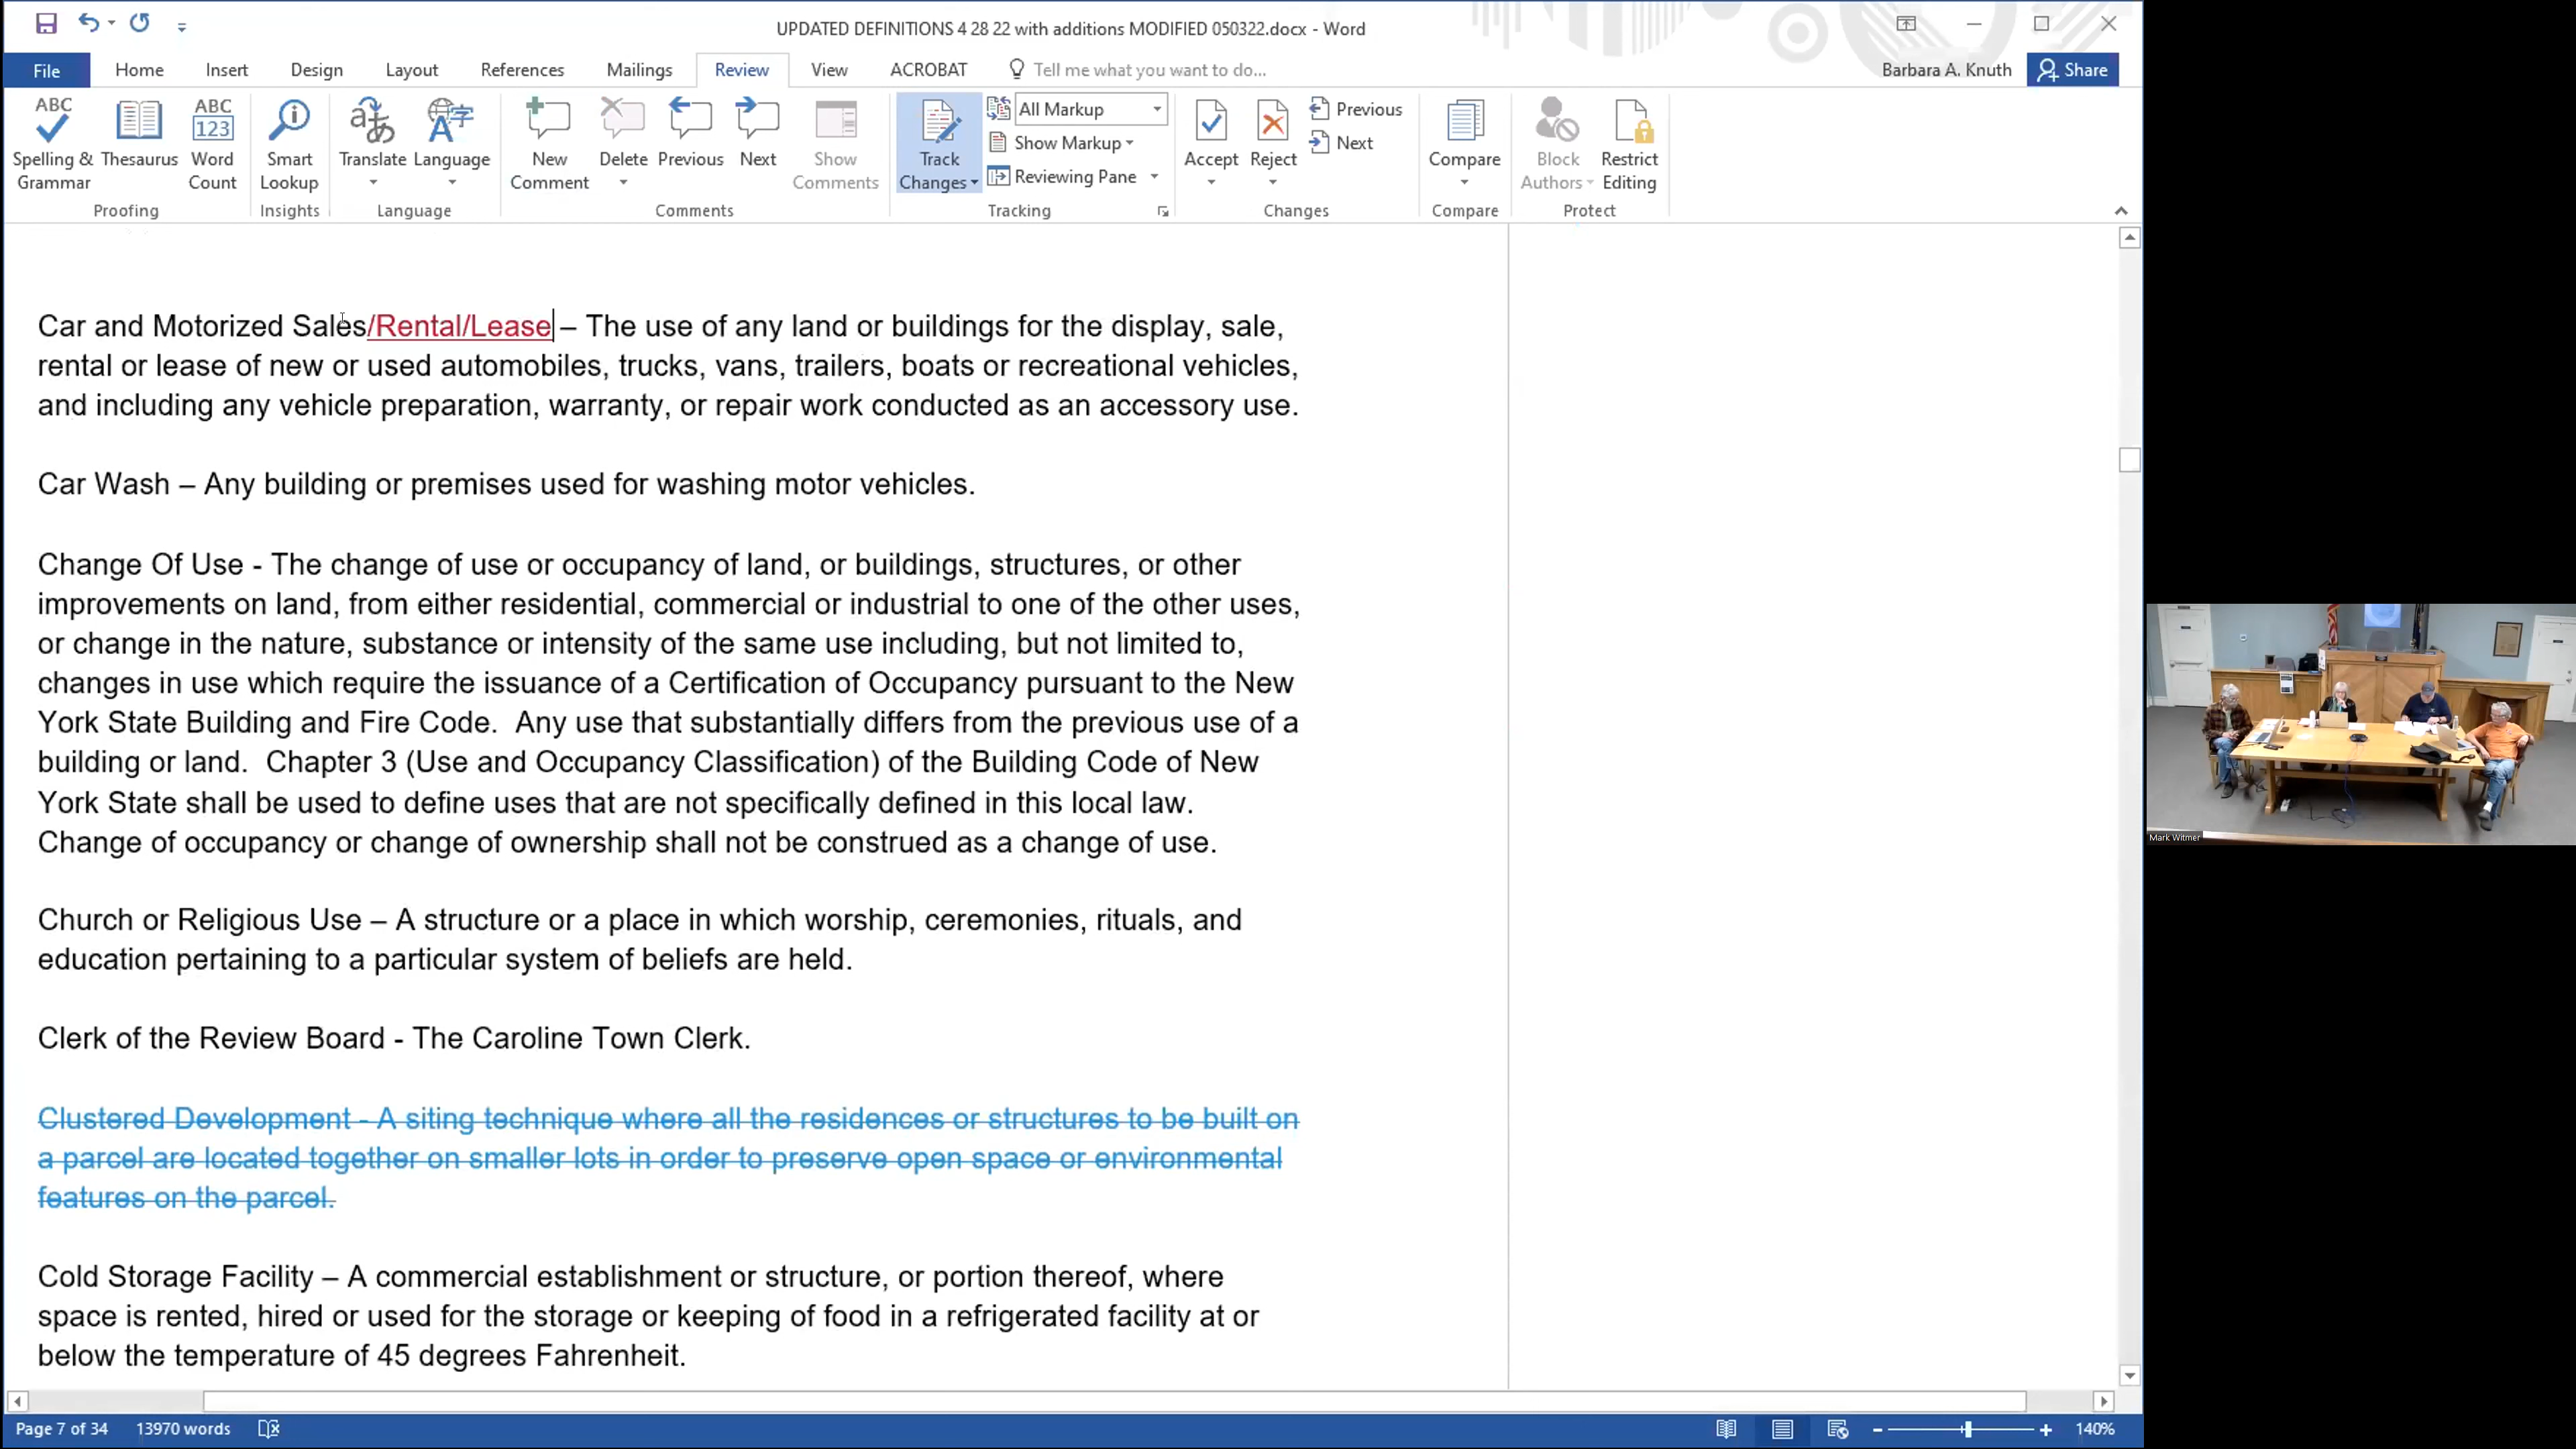 UPDATED DEFINITIONS 4 28 22 with additions MODIFIED 050322.docx - Word
File Home Insert Design Layout References Mailings Review View ACROBAT Tell me what you want to do... Barbara A. Knuth Share
ABC Spelling & Grammar
Thesaurus
ABC 123 Word Count
Smart Lookup
Translate
Language
New Comment
Delete
Previous
Next
Show Comments
Track Changes
All Markup
Show Markup
Reviewing Pane
Accept
Reject
Previous
Next
Compare
Block Authors
Restrict Editing
Proofing Insights Language Comments Tracking Changes Compare Protect
Car and Motorized Sales/Rental/Lease – The use of any land or buildings for the display, sale,
rental or lease of new or used automobiles, trucks, vans, trailers, boats or recreational vehicles,
and including any vehicle preparation, warranty, or repair work conducted as an accessory use.
Car Wash – Any building or premises used for washing motor vehicles.
Change Of Use - The change of use or occupancy of land, or buildings, structures, or other
improvements on land, from either residential, commercial or industrial to one of the other uses,
or change in the nature, substance or intensity of the same use including, but not limited to,
changes in use which require the issuance of a Certification of Occupancy pursuant to the New
York State Building and Fire Code.  Any use that substantially differs from the previous use of a
building or land.  Chapter 3 (Use and Occupancy Classification) of the Building Code of New
York State shall be used to define uses that are not specifically defined in this local law.
Change of occupancy or change of ownership shall not be construed as a change of use.
Church or Religious Use – A structure or a place in which worship, ceremonies, rituals, and
education pertaining to a particular system of beliefs are held.
Clerk of the Review Board - The Caroline Town Clerk.
Clustered Development - A siting technique where all the residences or structures to be built on
a parcel are located together on smaller lots in order to preserve open space or environmental
features on the parcel.
Cold Storage Facility – A commercial establishment or structure, or portion thereof, where
space is rented, hired or used for the storage or keeping of food in a refrigerated facility at or
below the temperature of 45 degrees Fahrenheit.
Page 7 of 34 13970 words 140%
Mark Witmer